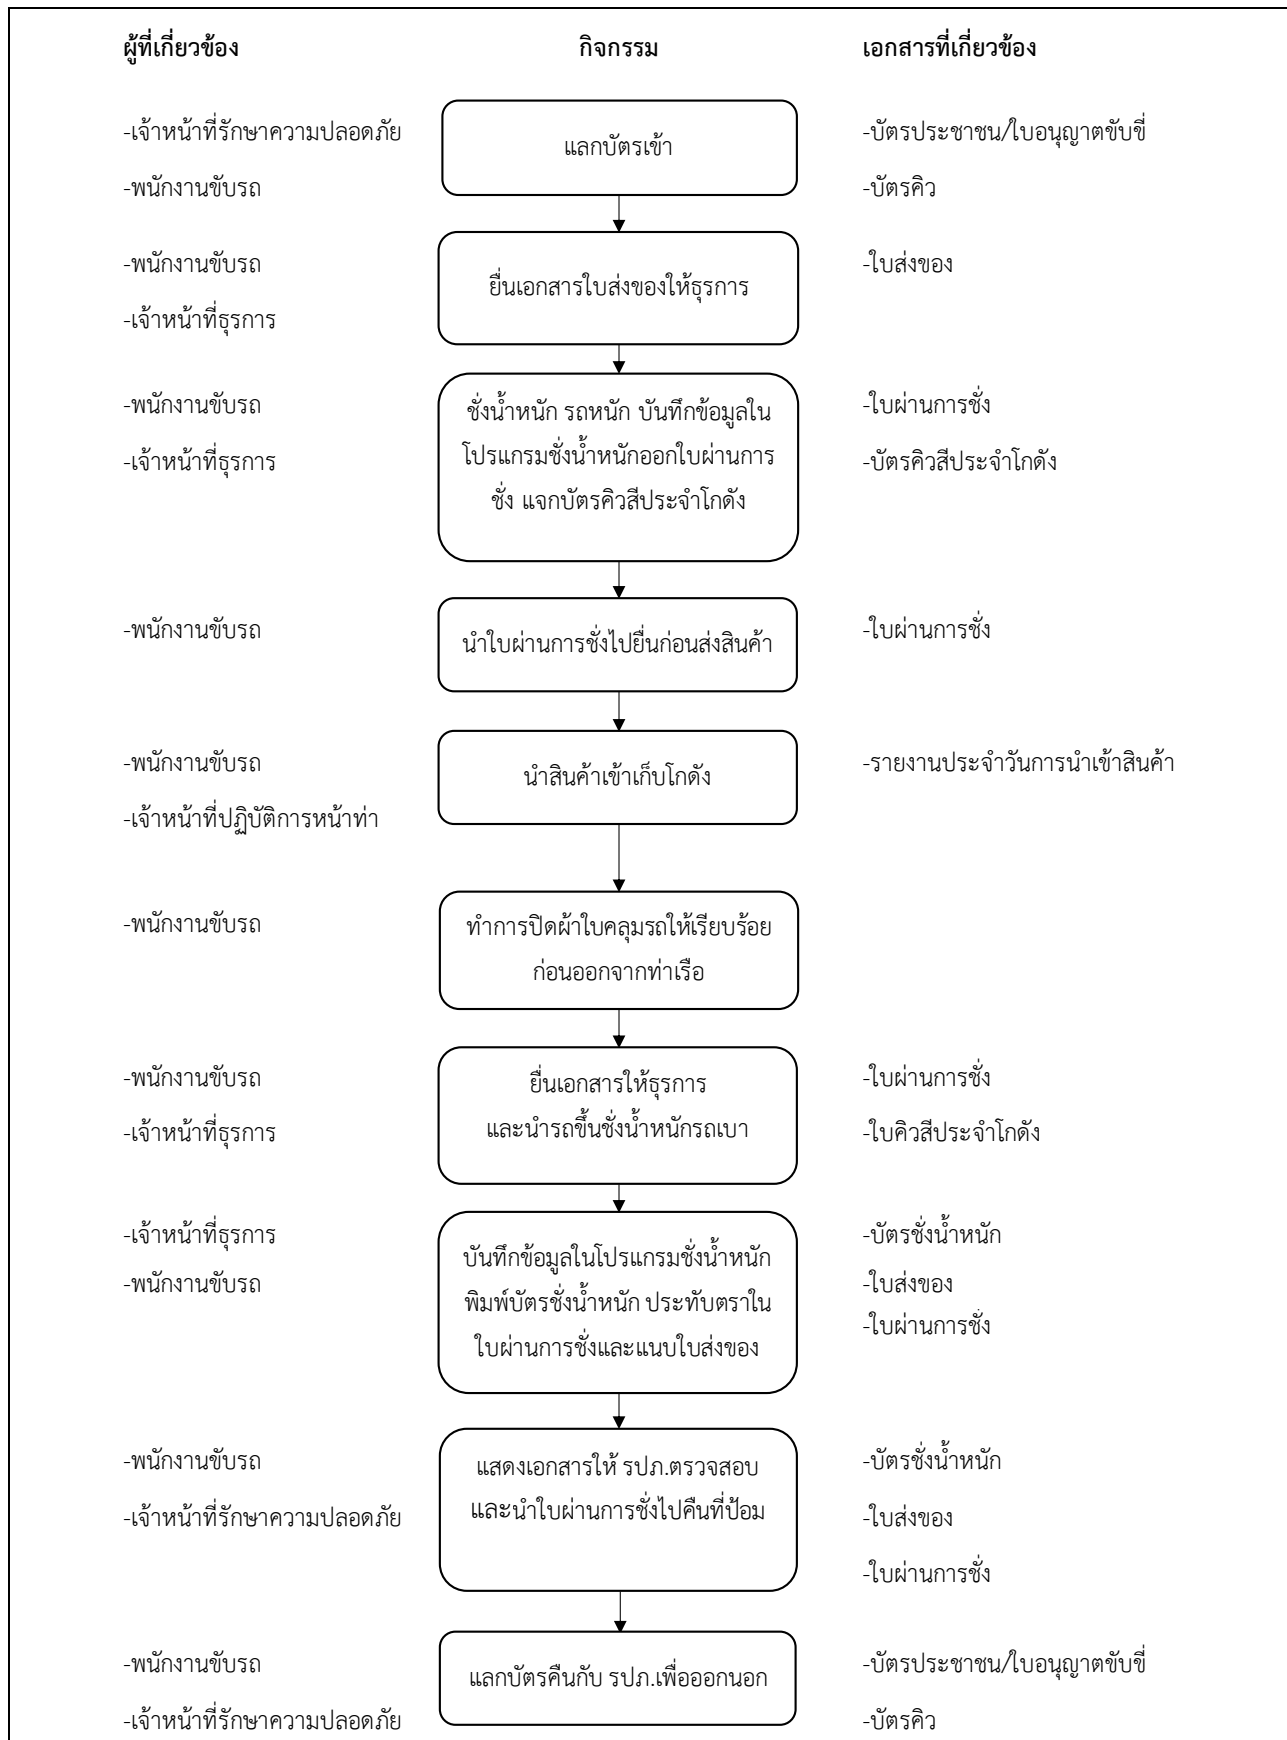 ผู้ที่เกี่ยวข้อง กิจกรรม เอกสารที่เกี่ยวข้อง
-เจ้าหน้าที่รักษาความปลอดภัย
-พนักงานขับรถ
แลกบัตรเข้า
-บัตรประชาชน/ใบอนุญาตขับขี่
-บัตรคิว
-พนักงานขับรถ
-เจ้าหน้าที่ธุรการ
ยื่นเอกสารใบส่งของให้ธุรการ
-ใบส่งของ
-พนักงานขับรถ
-เจ้าหน้าที่ธุรการ
ชั่งน้ำหนัก รถหนัก บันทึกข้อมูลใน
โปรแกรมชั่งน้ำหนักออกใบผ่านการ
ชั่ง แจกบัตรคิวสีประจำโกดัง
-ใบผ่านการชั่ง
-บัตรคิวสีประจำโกดัง
-พนักงานขับรถ
นำใบผ่านการชั่งไปยื่นก่อนส่งสินค้า
-ใบผ่านการชั่ง
-พนักงานขับรถ
-เจ้าหน้าที่ปฏิบัติการหน้าท่า
นำสินค้าเข้าเก็บโกดัง
-รายงานประจำวันการนำเข้าสินค้า
-พนักงานขับรถ
ทำการปิดผ้าใบคลุมรถให้เรียบร้อย
ก่อนออกจากท่าเรือ
-พนักงานขับรถ
-เจ้าหน้าที่ธุรการ
ยื่นเอกสารให้ธุรการ
และนำรถขึ้นชั่งน้ำหนักรถเบา
-ใบผ่านการชั่ง
-ใบคิวสีประจำโกดัง
-เจ้าหน้าที่ธุรการ
-พนักงานขับรถ
บันทึกข้อมูลในโปรแกรมชั่งน้ำหนัก
พิมพ์บัตรชั่งน้ำหนัก ประทับตราใน
ใบผ่านการชั่งและแนบใบส่งของ
-บัตรชั่งน้ำหนัก
-ใบส่งของ
-ใบผ่านการชั่ง
-พนักงานขับรถ
-เจ้าหน้าที่รักษาความปลอดภัย
แสดงเอกสารให้ รปภ.ตรวจสอบ
และนำใบผ่านการชั่งไปคืนที่ป้อม
-บัตรชั่งน้ำหนัก
-ใบส่งของ
-ใบผ่านการชั่ง
-พนักงานขับรถ
-เจ้าหน้าที่รักษาความปลอดภัย
แลกบัตรคืนกับ รปภ.เพื่อออกนอก
-บัตรประชาชน/ใบอนุญาตขับขี่
-บัตรคิว